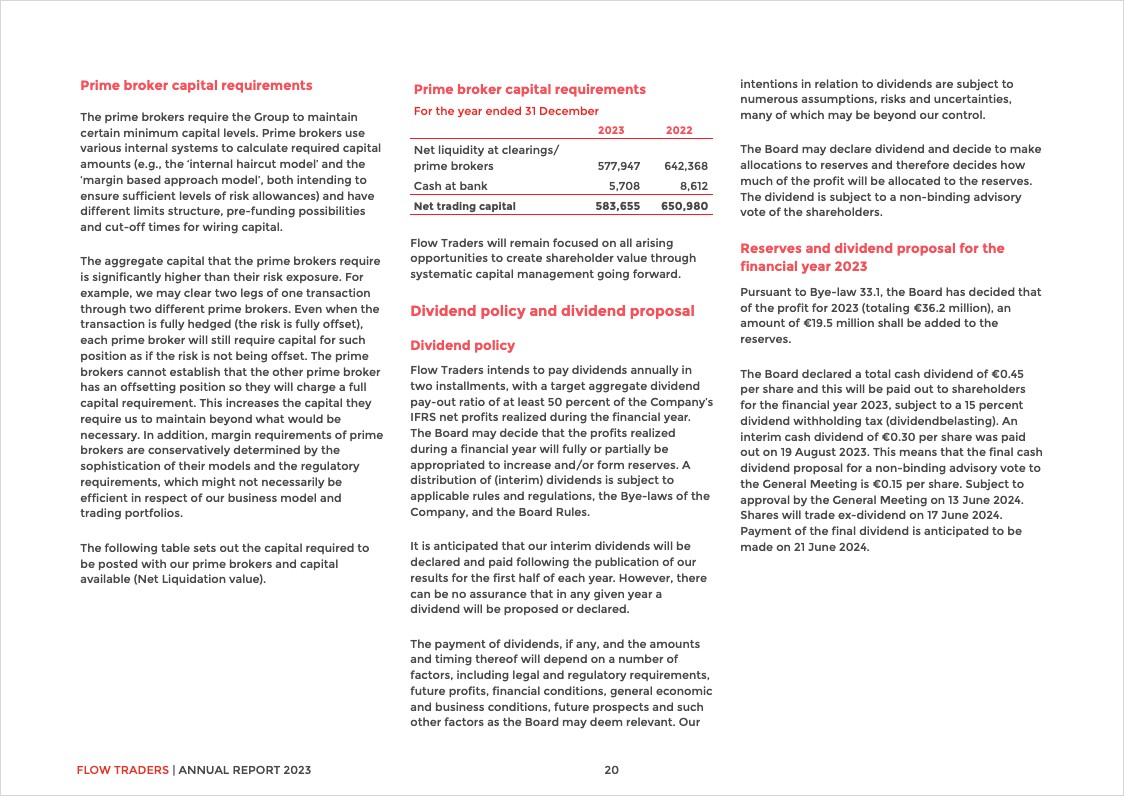 Prime broker capital requirements
The prime brokers require the Group to maintain
certain minimum capital levels. Prime brokers use
various internal systems to calculate required capital
amounts (e.g., the ‘internal haircut model’ and the
‘margin based approach model’, both intending to
ensure sufficient levels of risk allowances) and have
different limits structure, pre-funding possibilities
and cut-off times for wiring capital.
The aggregate capital that the prime brokers require
is significantly higher than their risk exposure. For
example, we may clear two legs of one transaction
through two different prime brokers. Even when the
transaction is fully hedged (the risk is fully offset),
each prime broker will still require capital for such
position as if the risk is not being offset. The prime
brokers cannot establish that the other prime broker
has an offsetting position so they will charge a full
capital requirement. This increases the capital they
require us to maintain beyond what would be
necessary. In addition, margin requirements of prime
brokers are conservatively determined by the
sophistication of their models and the regulatory
requirements, which might not necessarily be
efficient in respect of our business model and
trading portfolios.
The following table sets out the capital required to
be posted with our prime brokers and capital
available (Net Liquidation value).
Prime broker capital requirements
For the year ended 31 December
2023 2022
Net liquidity at clearings/
prime brokers 577,947 642,368
Cash at bank 5,708 8,612
Net trading capital 583,655 650,980
Flow Traders will remain focused on all arising
opportunities to create shareholder value through
systematic capital management going forward.
Dividend policy and dividend proposal
Dividend policy
Flow Traders intends to pay dividends annually in
two installments, with a target aggregate dividend
pay-out ratio of at least 50 percent of the Company’s
IFRS net profits realized during the financial year.
The Board may decide that the profits realized
during a financial year will fully or partially be
appropriated to increase and/or form reserves. A
distribution of (interim) dividends is subject to
applicable rules and regulations, the Bye-laws of the
Company, and the Board Rules.
It is anticipated that our interim dividends will be
declared and paid following the publication of our
results for the first half of each year. However, there
can be no assurance that in any given year a
dividend will be proposed or declared.
The payment of dividends, if any, and the amounts
and timing thereof will depend on a number of
factors, including legal and regulatory requirements,
future profits, financial conditions, general economic
and business conditions, future prospects and such
other factors as the Board may deem relevant. Our
intentions in relation to dividends are subject to
numerous assumptions, risks and uncertainties,
many of which may be beyond our control.
The Board may declare dividend and decide to make
allocations to reserves and therefore decides how
much of the profit will be allocated to the reserves.
The dividend is subject to a non-binding advisory
vote of the shareholders.
Reserves and dividend proposal for the
financial year 2023
Pursuant to Bye-law 33.1, the Board has decided that
of the profit for 2023 (totaling €36.2 million), an
amount of €19.5 million shall be added to the
reserves.
The Board declared a total cash dividend of €0.45
per share and this will be paid out to shareholders
for the financial year 2023, subject to a 15 percent
dividend withholding tax (dividendbelasting). An
interim cash dividend of €0.30 per share was paid
out on 19 August 2023. This means that the final cash
dividend proposal for a non-binding advisory vote to
the General Meeting is €0.15 per share. Subject to
approval by the General Meeting on 13 June 2024.
Shares will trade ex-dividend on 17 June 2024.
Payment of the final dividend is anticipated to be
made on 21 June 2024.
FLOW TRADERS | ANNUAL REPORT 2023 20